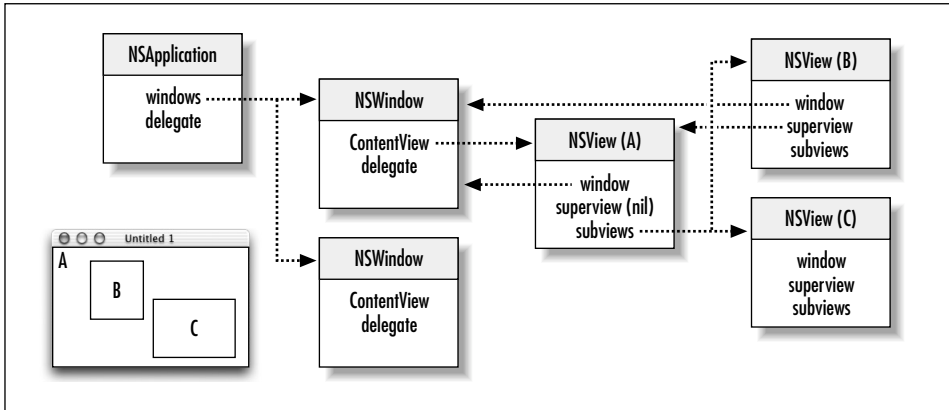 NSApplication
windows
delegate
NSWindow
ContentView
delegate
NSView (A)
window
superview (nil)
subviews
NSView (B)
window
superview
subviews
NSView (C)
window
superview
subviews
NSWindow
ContentView
delegate
Untitled 1
A
B
C